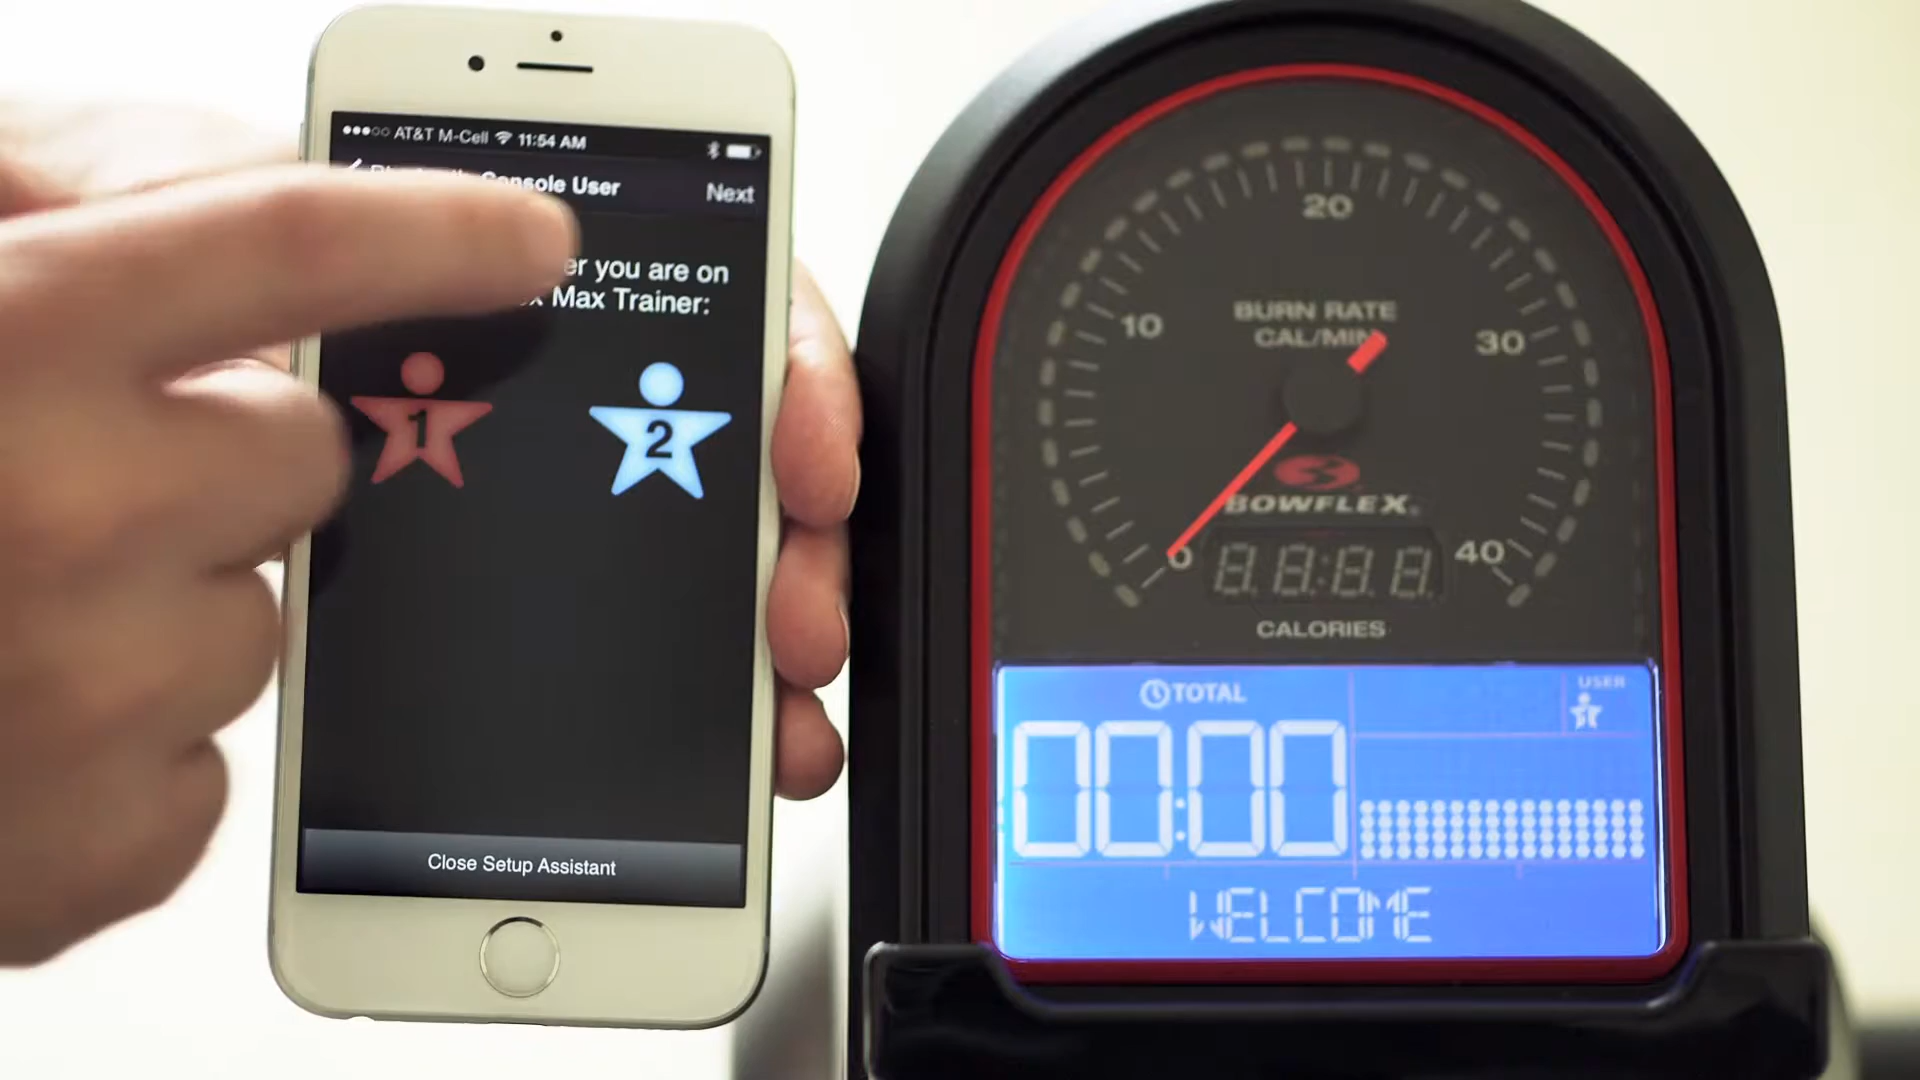 AT&T M-Cell 11:54 AM
Console User
Next
you are on
Max Trainer:
1
2
Close Setup Assistant
20
10
30
BURN RATE
CAL/MIN
BOWFLEX
0
40
CALORIES
TOTAL
USER
00:00
WELCOME